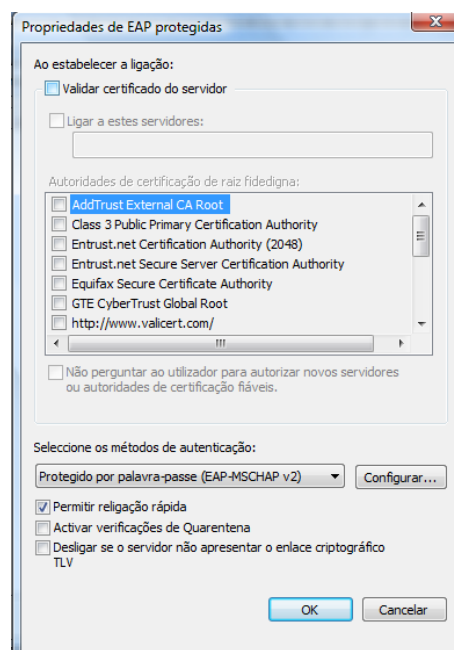 Propriedades de EAP protegidas
Ao estabelecer a ligação:
Validar certificado do servidor
Ligar a estes servidores:
Autoridades de certificação de raiz fidedigna:
AddTrust External CA Root
Class 3 Public Primary Certification Authority
Entrust.net Certification Authority (2048)
Entrust.net Secure Server Certification Authority
Equifax Secure Certificate Authority
GTE CyberTrust Global Root
http://www.valicert.com/
Não perguntar ao utilizador para autorizar novos servidores
ou autoridades de certificação fiáveis.
Seleccione os métodos de autenticação:
Protegido por palavra-passe (EAP-MSCHAP v2) Configurar...
Permitir religação rápida
Activar verificações de Quarentena
Desligar se o servidor não apresentar o enlace criptográfico
TLV
OK Cancelar